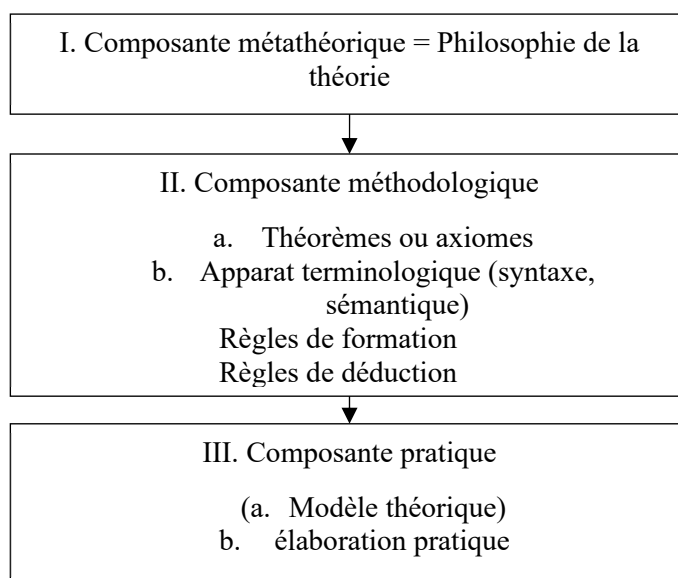 I. Composante métathéorique = Philosophie de la
théorie
II. Composante méthodologique
a. Théorèmes ou axiomes
b. Apparat terminologique (syntaxe,
sémantique)
Règles de formation
Règles de déduction
III. Composante pratique
(a. Modèle théorique)
b. élaboration pratique